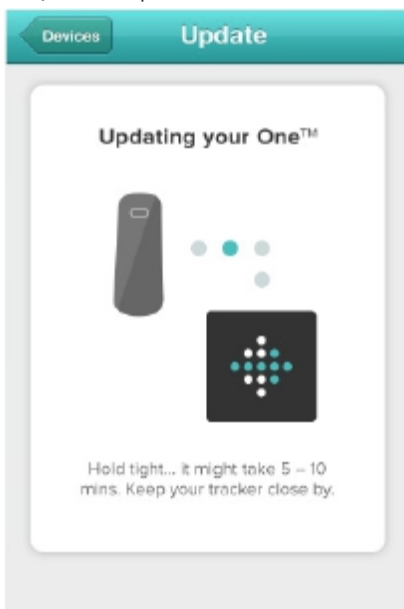 Devices
Update
Updating your One™
Hold tight... it might take 5 – 10
mins. Keep your tracker close by.